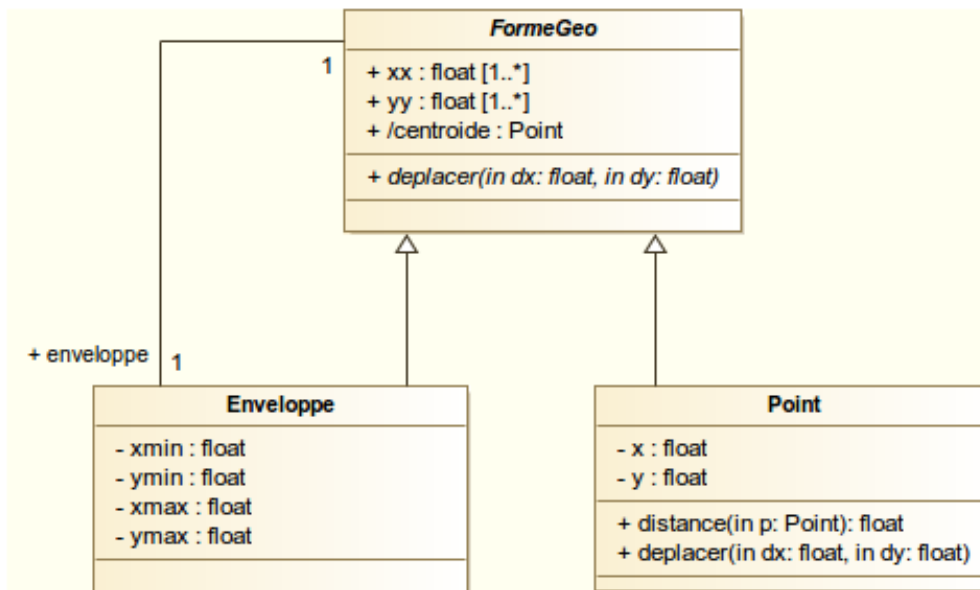 FormeGeo
1
+ xx : float [1..*]
+ yy : float [1..*]
+ /centroide : Point
+ deplacer(in dx: float, in dy: float)
+ enveloppe
1
Enveloppe
- xmin : float
- ymin : float
- xmax : float
- ymax : float
Point
- x : float
- y : float
+ distance(in p: Point): float
+ deplacer(in dx: float, in dy: float)